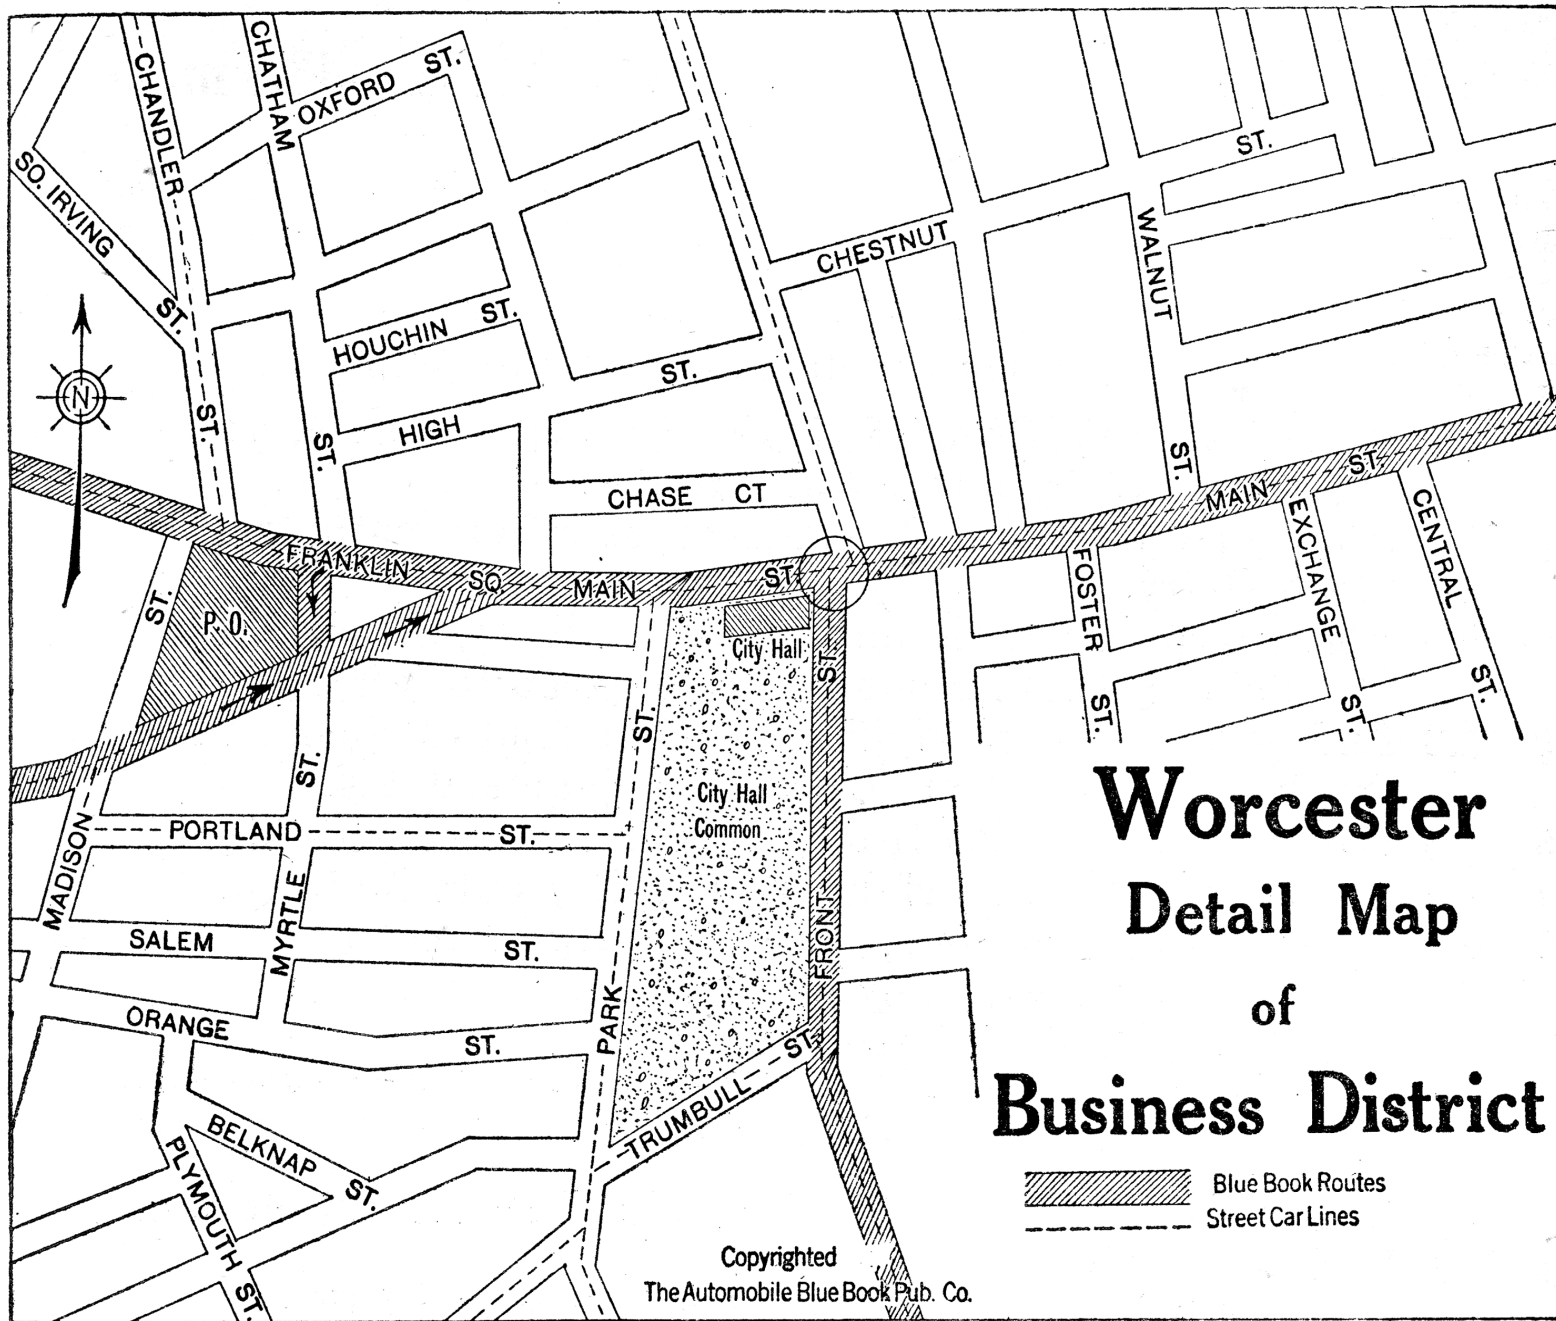 CHANDLER ST.
CHATHAM ST.
OXFORD ST.
SO. IRVING ST.
CHESTNUT ST.
WALNUT ST.
HOUCHIN ST.
HIGH ST.
CHASE CT
N
FRANKLIN SQ.
MAIN ST
MAIN ST
P. O.
City Hall
City Hall
Common
FOSTER ST.
EXCHANGE ST.
CENTRAL ST.
MADISON ST.
PORTLAND ST.
MYRTLE ST.
SALEM ST.
ORANGE ST.
PARK ST.
FRONT ST.
TRUMBULL ST.
BELKNAP ST.
PLYMOUTH ST.
Worcester
Detail Map
of
Business District
Blue Book Routes
Street Car Lines
Copyrighted
The Automobile Blue Book Pub. Co.